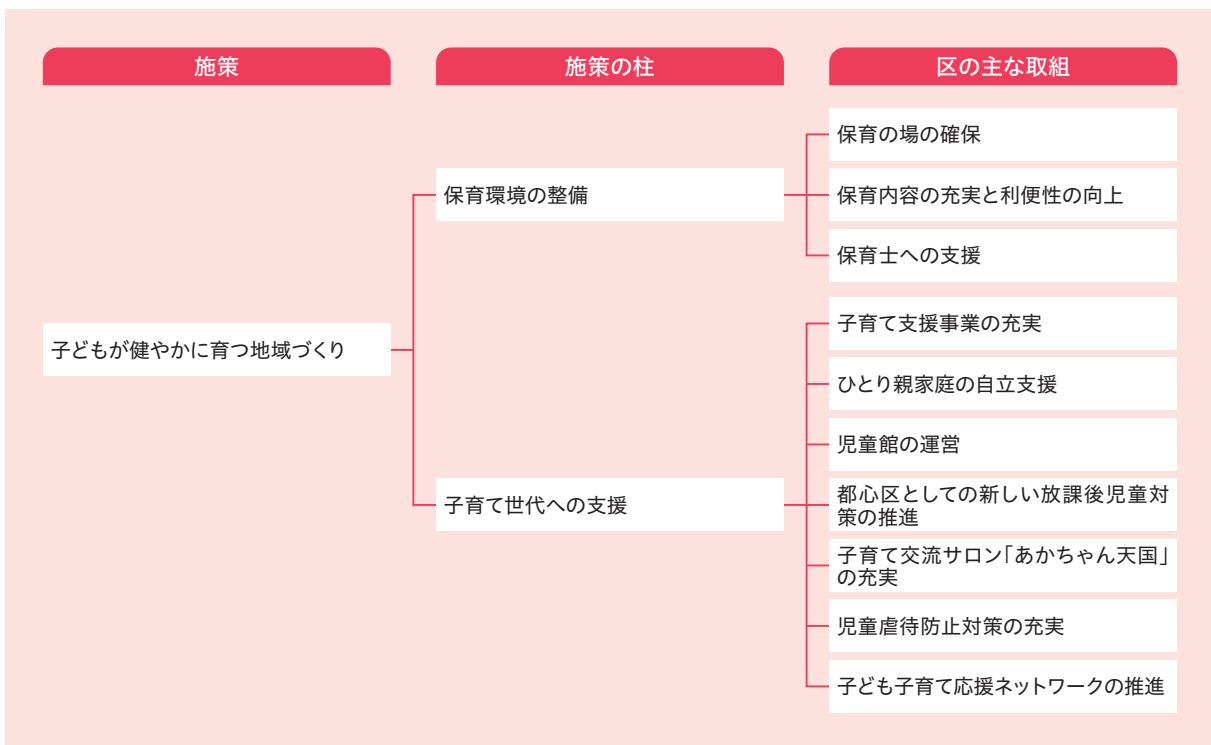 施策
施策の柱
区の主な取組
子どもが健やかに育つ地域づくり
保育環境の整備
保育の場の確保
保育内容の充実と利便性の向上
保育士への支援
子育て世代への支援
子育て支援事業の充実
ひとり親家庭の自立支援
児童館の運営
都心区としての新しい放課後児童対
策の推進
子育て交流サロン「あかちゃん天国」
の充実
児童虐待防止対策の充実
子ども子育て応援ネットワークの推進